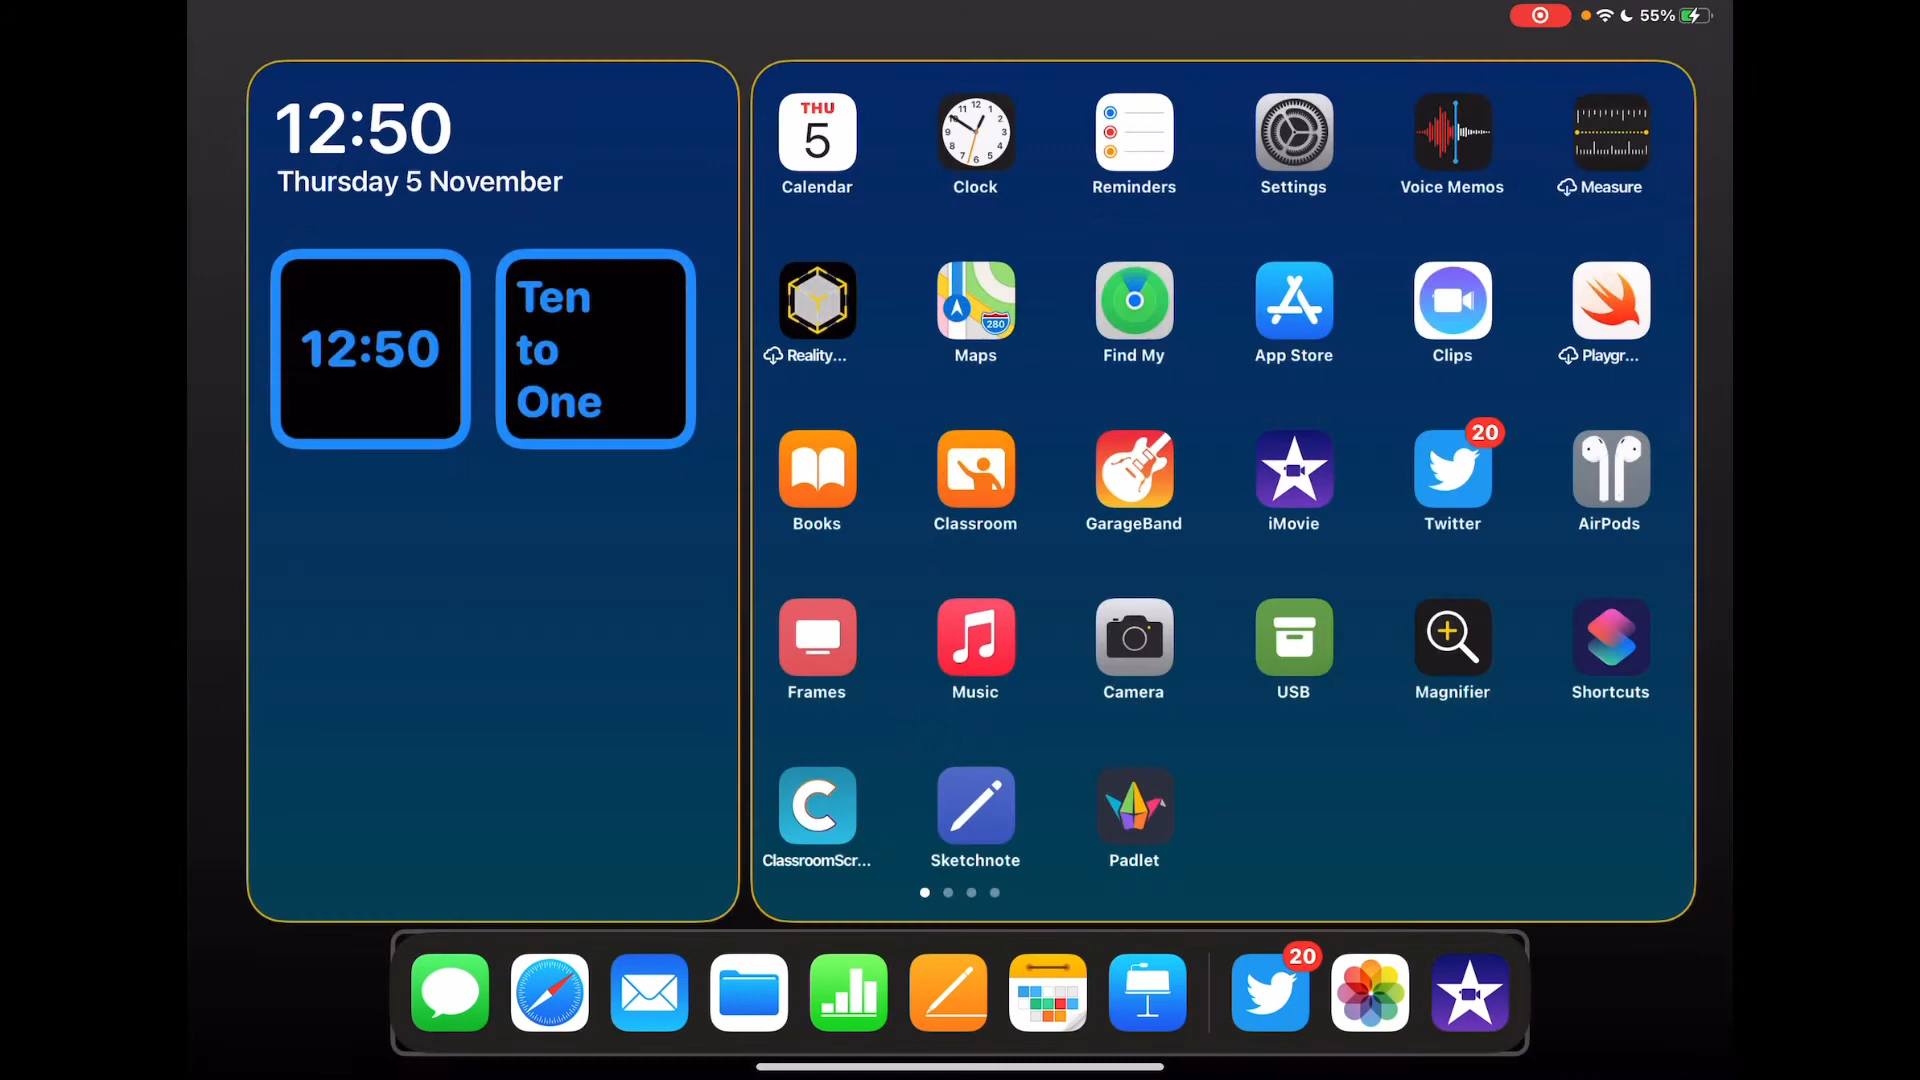 55%
12:50
Thursday 5 November
12:50
Ten
to
One
THU
5
Calendar
Clock
Reminders
Settings
Voice Memos
Measure
280
Reality...
Maps
Find My
App Store
Clips
Playgr...
20
Books
Classroom
GarageBand
iMovie
Twitter
AirPods
Frames
Music
Camera
USB
Magnifier
Shortcuts
C
ClassroomScr...
Sketchnote
Padlet
20